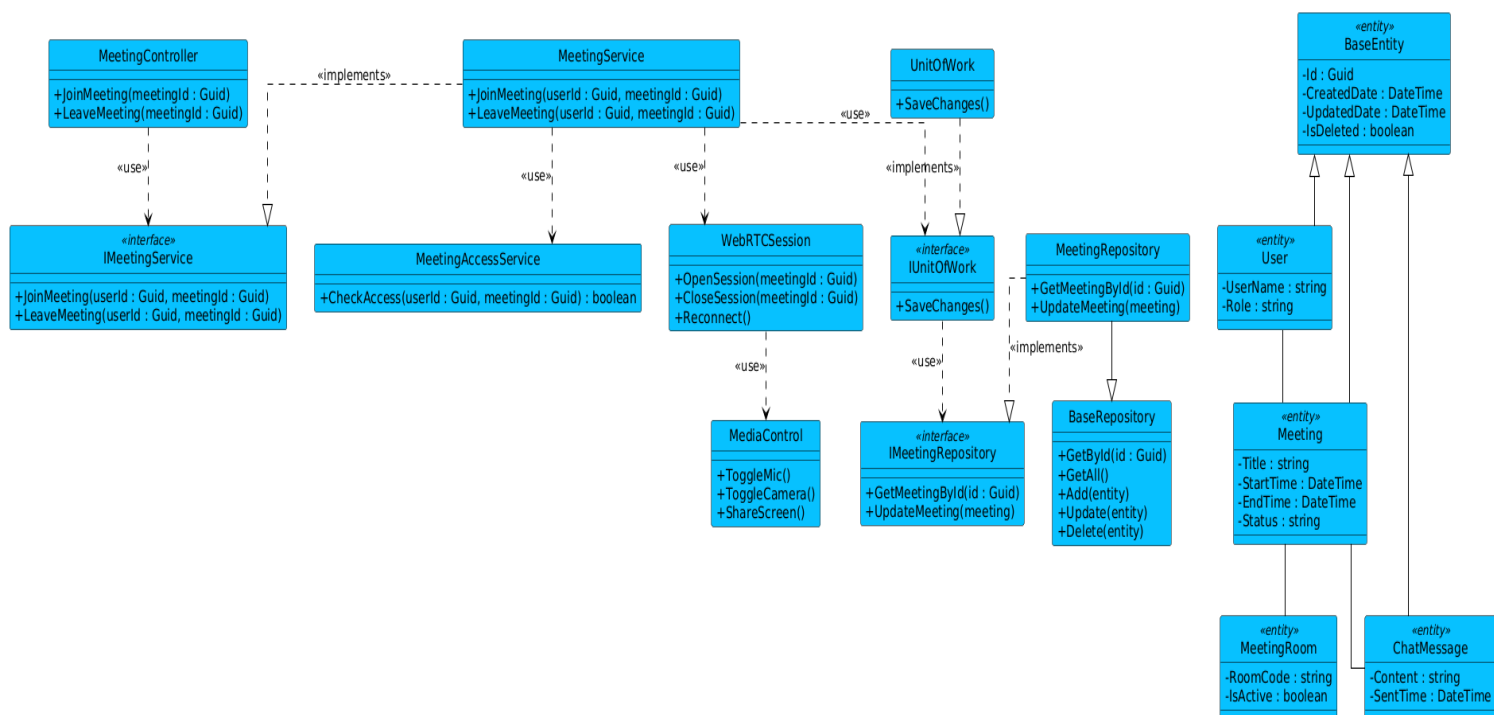 MeetingController
+JoinMeeting(meetingId : Guid)
+LeaveMeeting(meetingId : Guid)
«implements»
MeetingService
+JoinMeeting(userId : Guid, meetingId : Guid)
+LeaveMeeting(userId : Guid, meetingId : Guid)
«use»
UnitOfWork
+SaveChanges()
«entity»
BaseEntity
-Id : Guid
-CreatedDate : DateTime
-UpdatedDate : DateTime
-IsDeleted : boolean
«use»
«use»
«use»
«implements»
«interface»
IMeetingService
+JoinMeeting(userId : Guid, meetingId : Guid)
+LeaveMeeting(userId : Guid, meetingId : Guid)
MeetingAccessService
+CheckAccess(userId : Guid, meetingId : Guid) : boolean
WebRTCSession
+OpenSession(meetingId : Guid)
+CloseSession(meetingId : Guid)
+Reconnect()
«interface»
IUnitOfWork
+SaveChanges()
MeetingRepository
+GetMeetingById(id : Guid)
+UpdateMeeting(meeting)
«entity»
User
-UserName : string
-Role : string
«use»
«use»
«implements»
MediaControl
+ToggleMic()
+ToggleCamera()
+ShareScreen()
«interface»
IMeetingRepository
+GetMeetingById(id : Guid)
+UpdateMeeting(meeting)
BaseRepository
+GetById(id : Guid)
+GetAll()
+Add(entity)
+Update(entity)
+Delete(entity)
«entity»
Meeting
-Title : string
-StartTime : DateTime
-EndTime : DateTime
-Status : string
«entity»
MeetingRoom
-RoomCode : string
-IsActive : boolean
«entity»
ChatMessage
-Content : string
-SentTime : DateTime